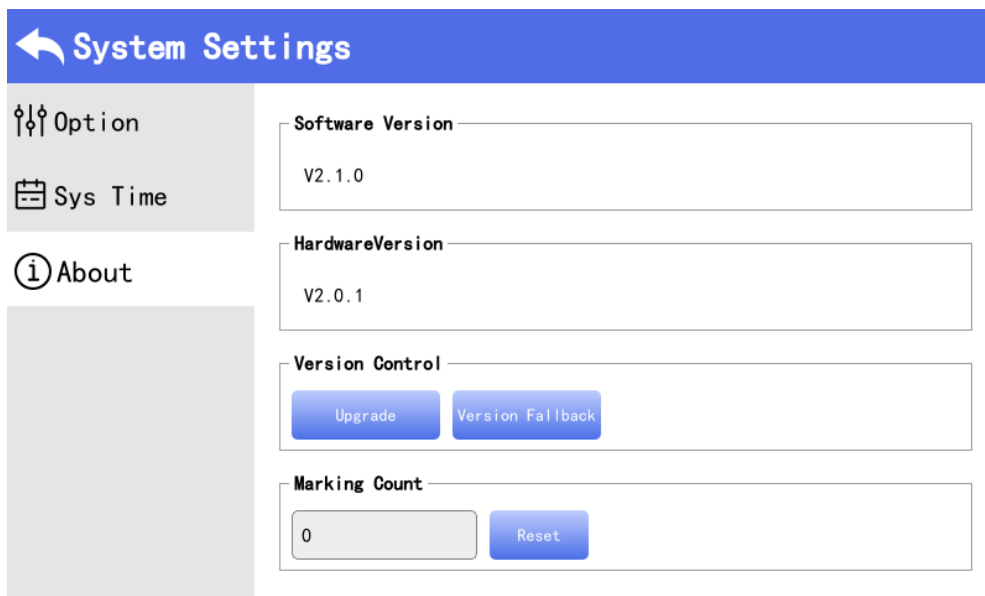 System Settings
Option
Sys Time
About
Software Version
V2.1.0
HardwareVersion
V2.0.1
Version Control
Upgrade Version Fallback
Marking Count
0 Reset